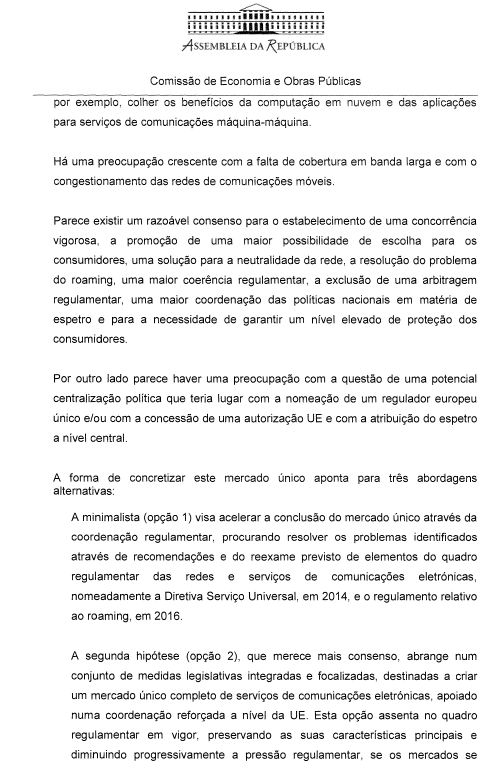 ASSEMBLEIA DA REPÚBLICA
Comissão de Economia e Obras Públicas
por exemplo, colher os benefícios da computação em nuvem e das aplicações
para serviços de comunicações máquina-máquina.
Há uma preocupação crescente com a falta de cobertura em banda larga e com o
congestionamento das redes de comunicações móveis.
Parece existir um razoável consenso para o estabelecimento de uma concorrência
vigorosa, a promoção de uma maior possibilidade de escolha para os
consumidores, uma solução para a neutralidade da rede, a resolução do problema
do roaming, uma maior coerência regulamentar, a exclusão de uma arbitragem
regulamentar, uma maior coordenação das políticas nacionais em matéria de
espetro e para a necessidade de garantir um nível elevado de proteção dos
consumidores.
Por outro lado parece haver uma preocupação com a questão de uma potencial
centralização política que teria lugar com a nomeação de um regulador europeu
único e/ou com a concessão de uma autorização UE e com a atribuição do espetro
a nível central.
A forma de concretizar este mercado único aponta para três abordagens
alternativas:
A minimalista (opção 1) visa acelerar a conclusão do mercado único através da
coordenação regulamentar, procurando resolver os problemas identificados
através de recomendações e do reexame previsto de elementos do quadro
regulamentar das redes e serviços de comunicações eletrónicas,
nomeadamente a Diretiva Serviço Universal, em 2014, e o regulamento relativo
ao roaming, em 2016.
A segunda hipótese (opção 2), que merece mais consenso, abrange num
conjunto de medidas legislativas integradas e focalizadas, destinadas a criar
um mercado único completo de serviços de comunicações eletrónicas, apoiado
numa coordenação reforçada a nível da UE. Esta opção assenta no quadro
regulamentar em vigor, preservando as suas características principais e
diminuindo progressivamente a pressão regulamentar, se os mercados se